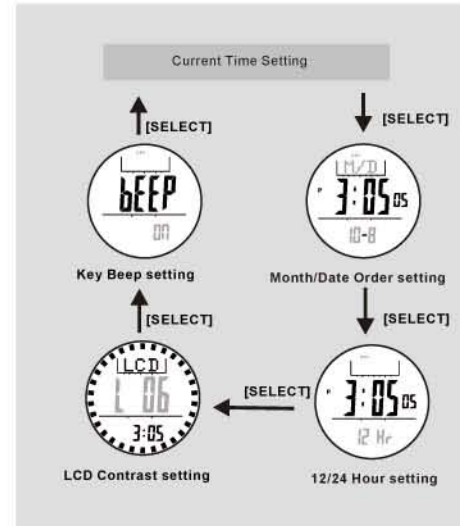 Current Time Setting
[SELECT]
[SELECT]
bEEP
on
M/D
P 3:05 05
10-8
Key Beep setting
Month/Date Order setting
[SELECT]
[SELECT]
LCD
L 06
3:05
[SELECT]
P 3:05 05
12 Hr
LCD Contrast setting
12/24 Hour setting